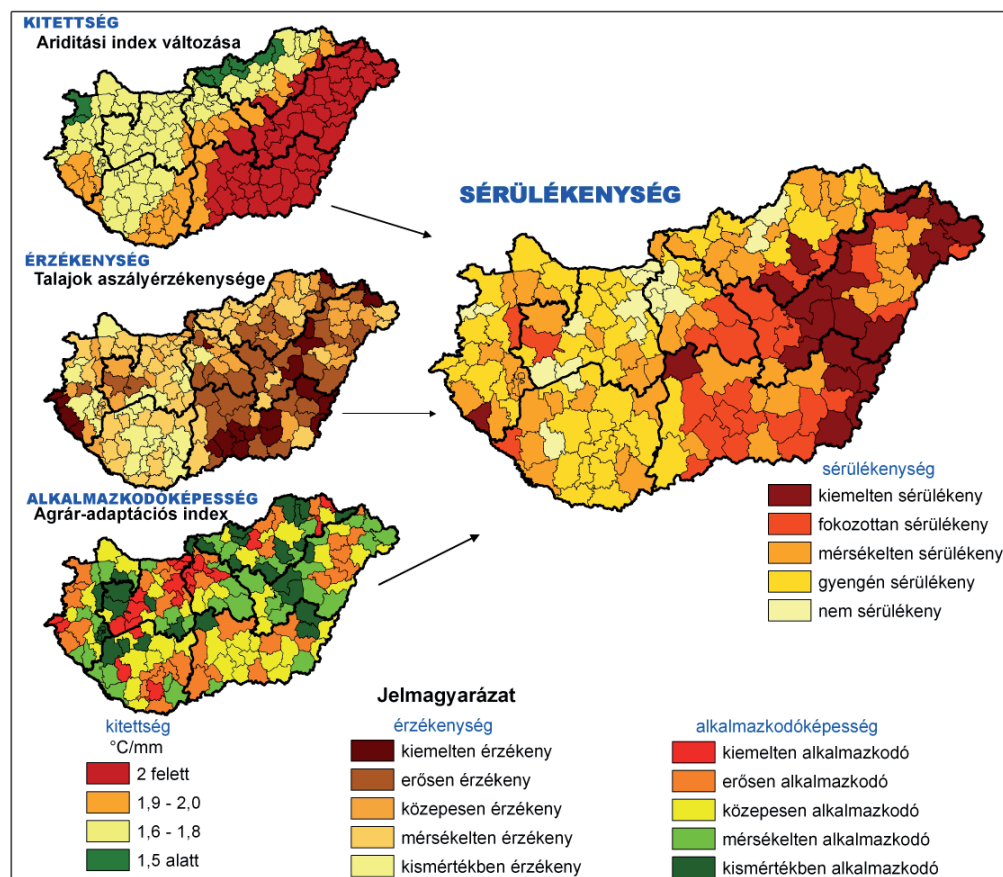 KITETTSÉG
Ariditási index változása
ÉRZÉKENYSÉG
Talajok aszályérzékenysége
ALKALMAZKODÓKÉPESSÉG
Agrár-adaptációs index
SÉRÜLÉKENYSÉG
sérülékenység
kiemelten sérülékeny
fokozottan sérülékeny
mérsékelten sérülékeny
gyengén sérülékeny
nem sérülékeny
Jelmagyarázat
kitettség
°C/mm
2 felett
1,9 - 2,0
1,6 - 1,8
1,5 alatt
érzékenység
kiemelten érzékeny
erősen érzékeny
közepesen érzékeny
mérsékelten érzékeny
kismértékben érzékeny
alkalmazkodóképesség
kiemelten alkalmazkodó
erősen alkalmazkodó
közepesen alkalmazkodó
mérsékelten alkalmazkodó
kismértékben alkalmazkodó